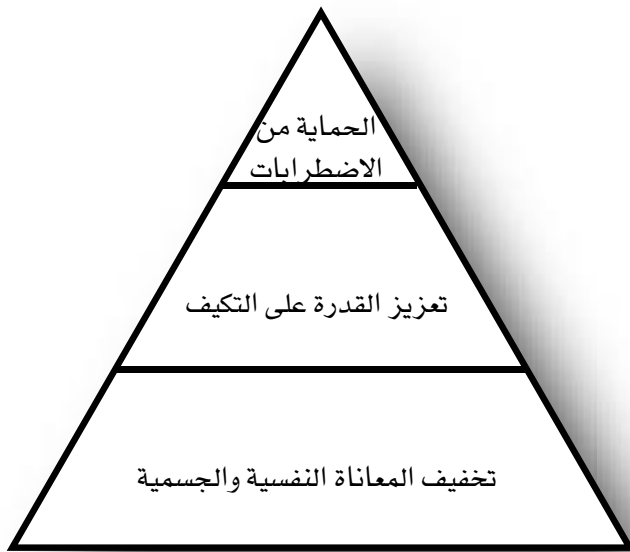 الحماية من
الاضطرابات
تعزيز القدرة على التكيف
تخفيف المعاناة النفسية والجسمية